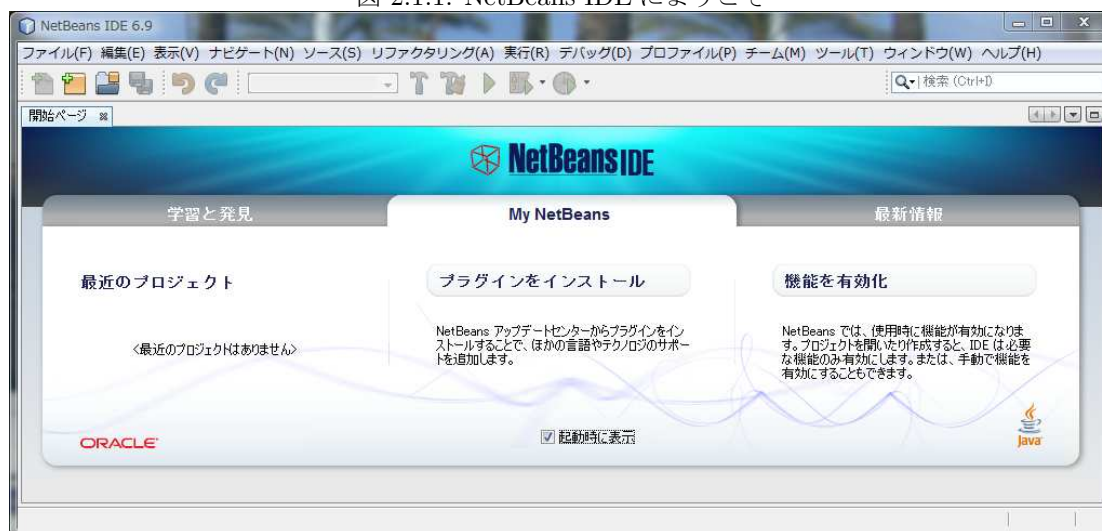 図 2.1.1: NetBeans IDE にようこそ
NetBeans IDE 6.9
ファイル(F) 編集(E) 表示(V) ナビゲート(N) ソース(S) リファクタリング(A) 実行(R) デバッグ(D) プロファイル(P) チーム(M) ツール(T) ウィンドウ(W) ヘルプ(H)
検索 (Ctrl+I)
開始ページ
NetBeans IDE
学習と発見
My NetBeans
最新情報
最近のプロジェクト
<最近のプロジェクトはありません>
プラグインをインストール
NetBeans アップデートセンターからプラグインをイン
ストールすることで、ほかの言語やテクノロジのサポー
トを追加します。
機能を有効化
NetBeans では、使用時に機能が有効になりま
す。プロジェクトを開いたり作成すると、IDE は必要
な機能のみ有効にします。または、手動で機能を
有効にすることもできます。
ORACLE
起動時に表示
Java